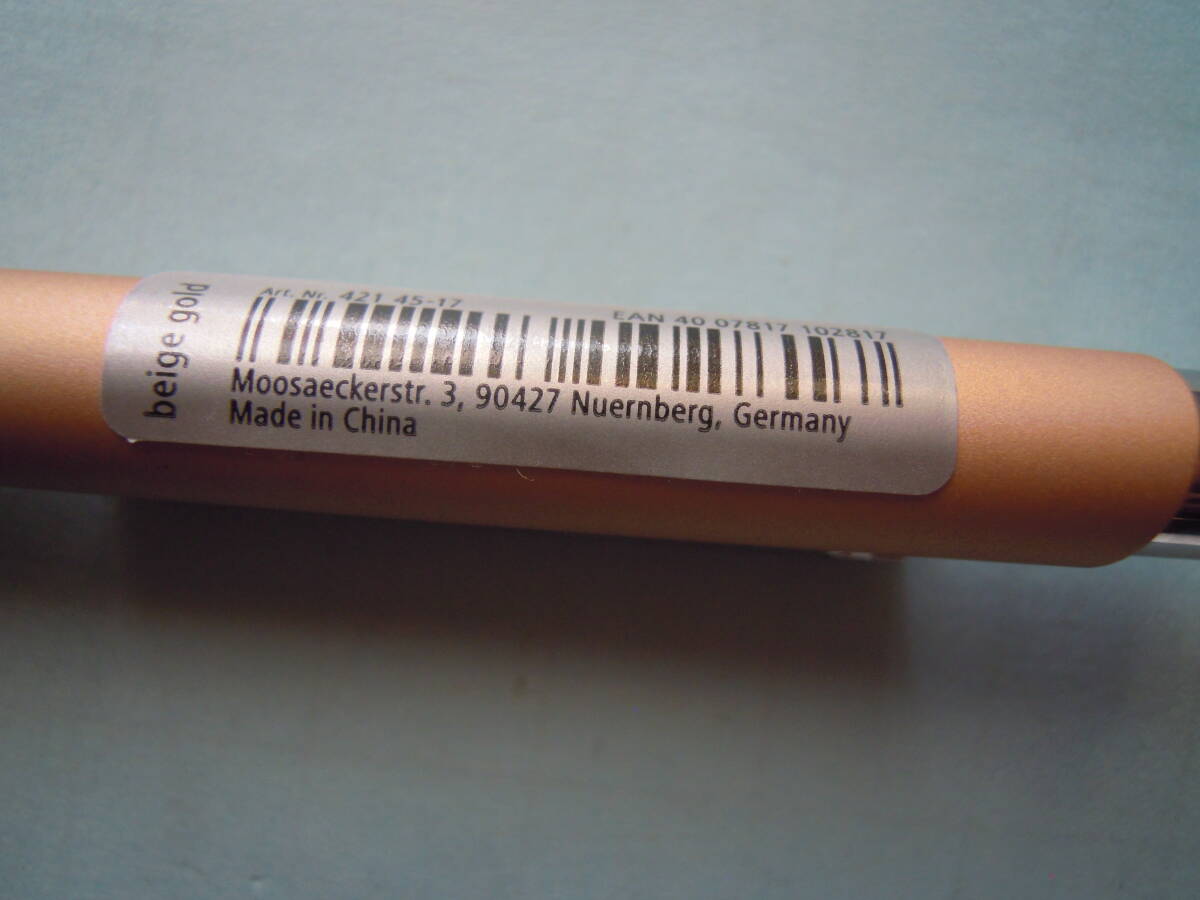 beige gold
Art. Nr. 421 45-17
EAN 40 07817 102817
Moosaeckerstr. 3, 90427 Nuernberg, Germany
Made in China